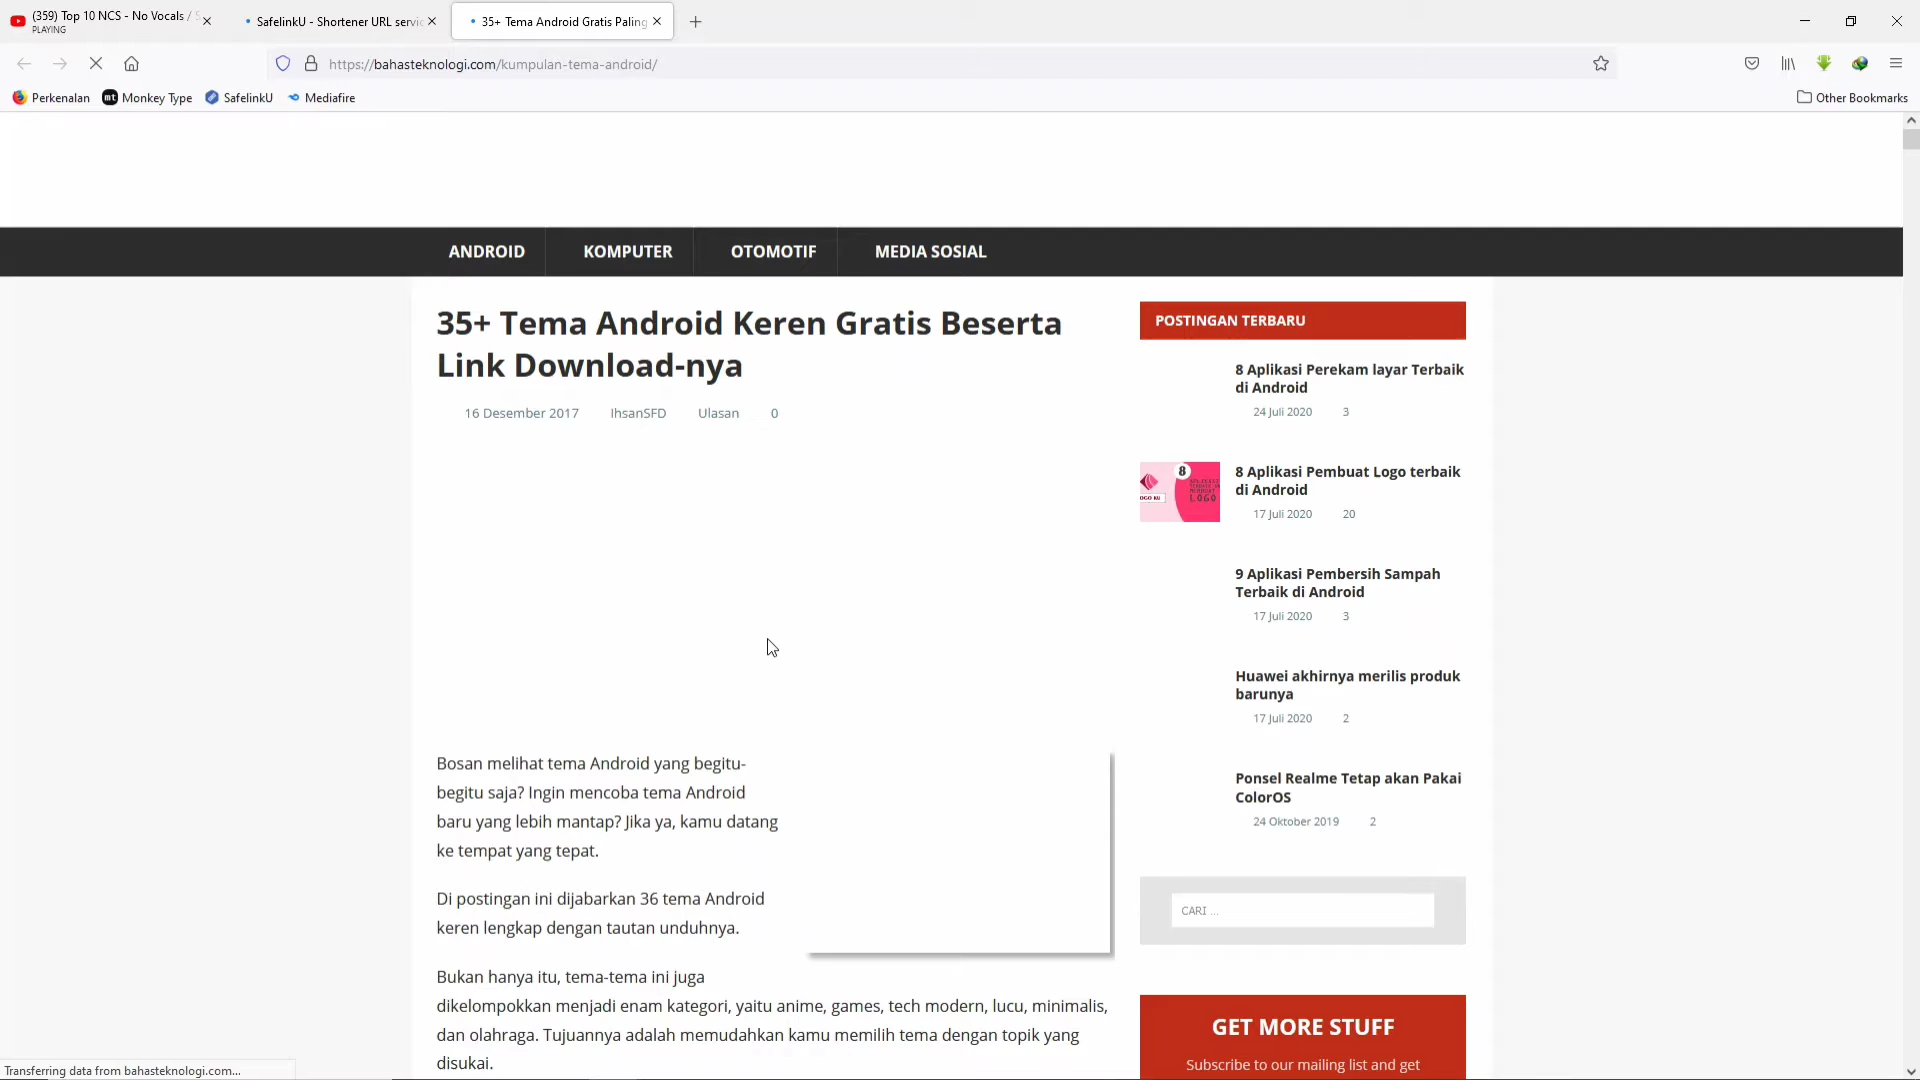 (359) Top 10 NCS - No Vocals / S
PLAYING
SafelinkU - Shortener URL servic
35+ Tema Android Gratis Paling
https://bahasteknologi.com/kumpulan-tema-android/
Perkenalan
mt Monkey Type
SafelinkU
Mediafire
Other Bookmarks
ANDROID
KOMPUTER
OTOMOTIF
MEDIA SOSIAL
35+ Tema Android Keren Gratis Beserta
Link Download-nya
16 Desember 2017 IhsanSFD Ulasan 0
Bosan melihat tema Android yang begitu-
begitu saja? Ingin mencoba tema Android
baru yang lebih mantap? Jika ya, kamu datang
ke tempat yang tepat.
Di postingan ini dijabarkan 36 tema Android
keren lengkap dengan tautan unduhnya.
Bukan hanya itu, tema-tema ini juga
dikelompokkan menjadi enam kategori, yaitu anime, games, tech modern, lucu, minimalis,
dan olahraga. Tujuannya adalah memudahkan kamu memilih tema dengan topik yang
disukai.
POSTINGAN TERBARU
8 Aplikasi Perekam layar Terbaik
di Android
24 Juli 2020 3
8
LOGO
8 Aplikasi Pembuat Logo terbaik
di Android
17 Juli 2020 20
9 Aplikasi Pembersih Sampah
Terbaik di Android
17 Juli 2020 3
Huawei akhirnya merilis produk
barunya
17 Juli 2020 2
Ponsel Realme Tetap akan Pakai
ColorOS
24 Oktober 2019 2
CARI ...
GET MORE STUFF
Subscribe to our mailing list and get
Transferring data from bahasteknologi.com...